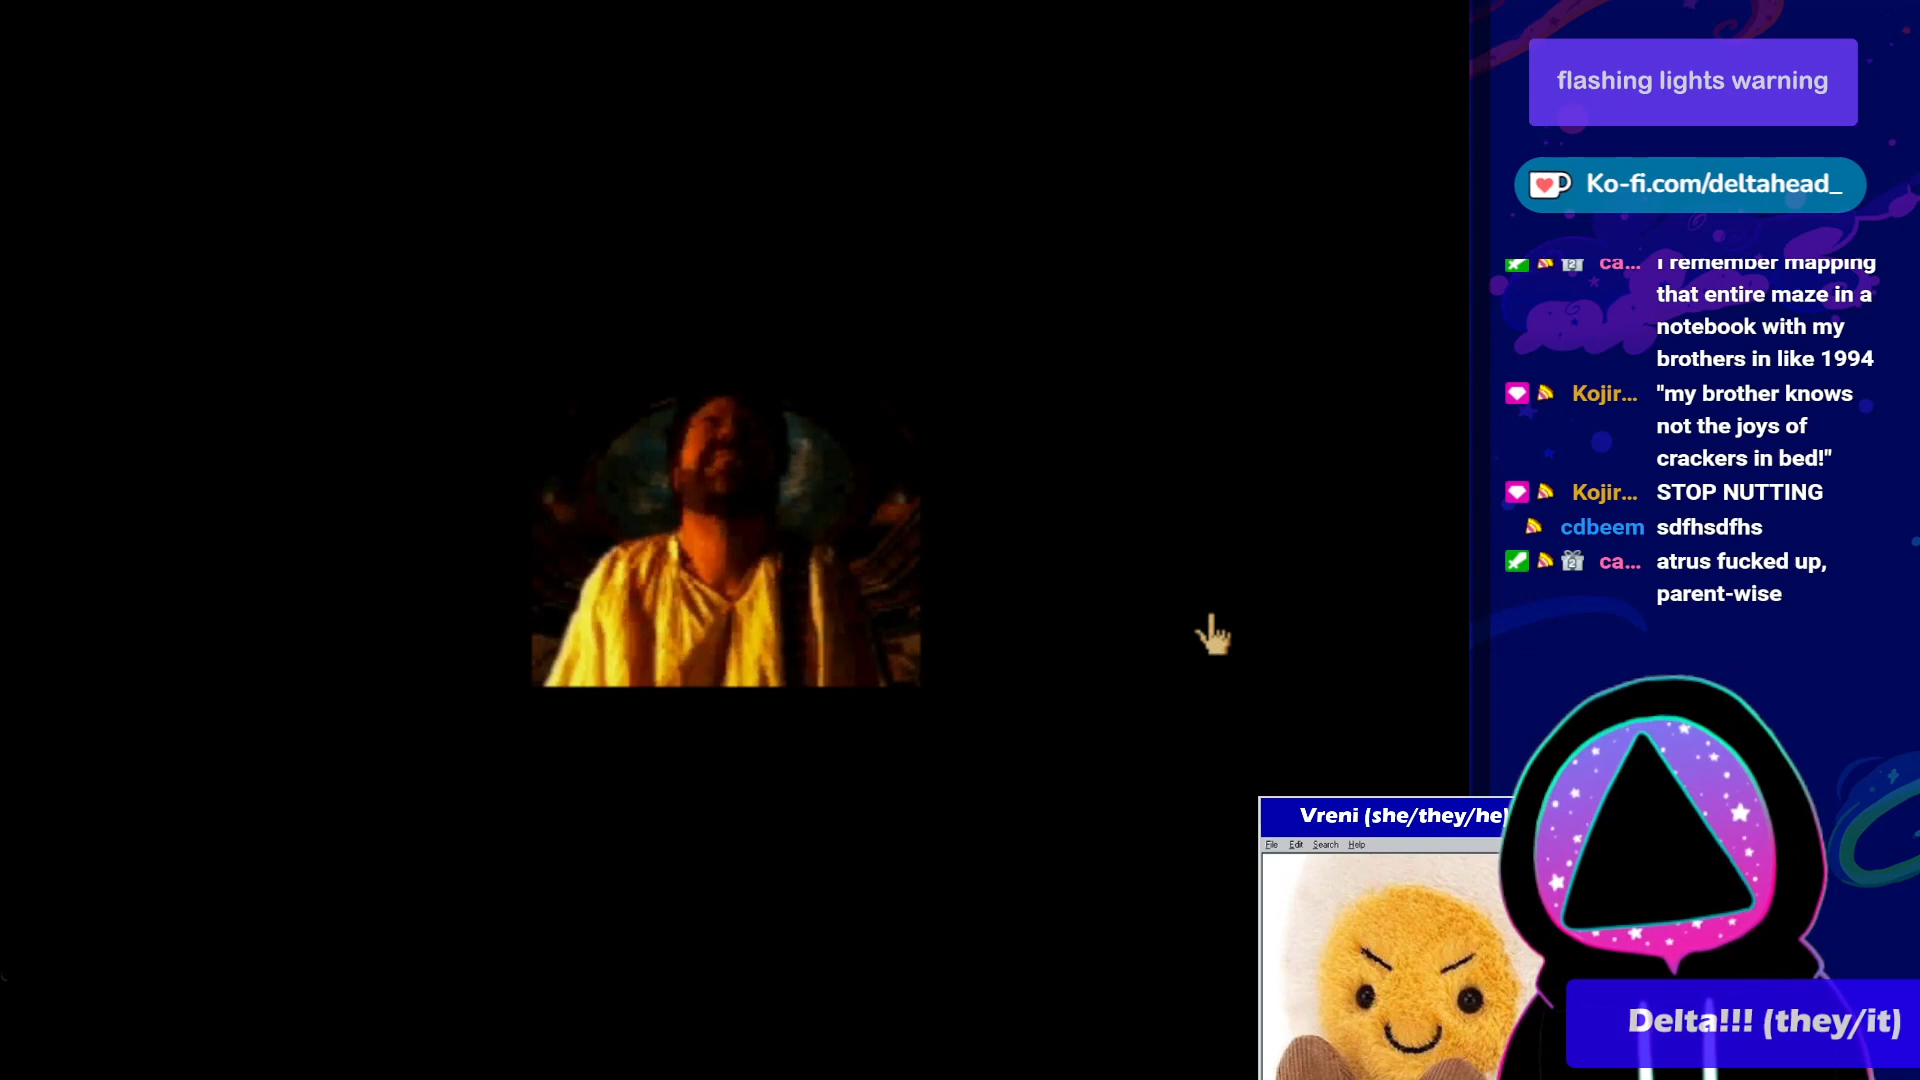 flashing lights warning
Ko-fi.com/deltahead_
ca... I remember mapping
that entire maze in a
notebook with my
brothers in like 1994
Kojir... "my brother knows
not the joys of
crackers in bed!"
Kojir... STOP NUTTING
cdbeem sdfhsdfhs
ca... atrus fucked up,
parent-wise
Vreni (she/they/he)
File Edit Search Help
Delta!!! (they/it)